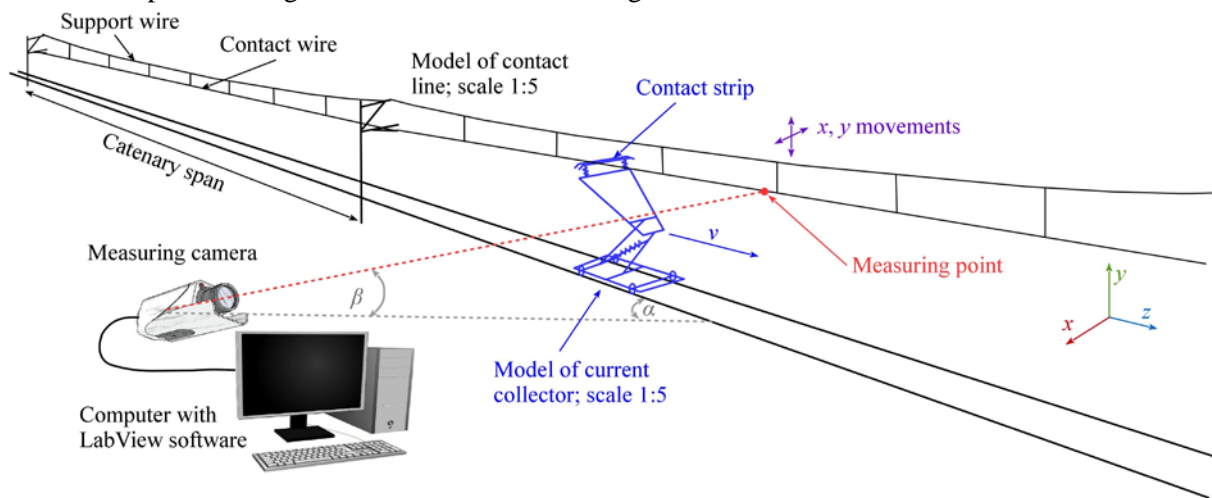 Support wire
Contact wire
Model of contact
line; scale 1:5
Contact strip
x, y movements
Catenary span
v
Measuring camera
Measuring point
β
α
y
x
z
Model of current
collector; scale 1:5
Computer with
LabView software